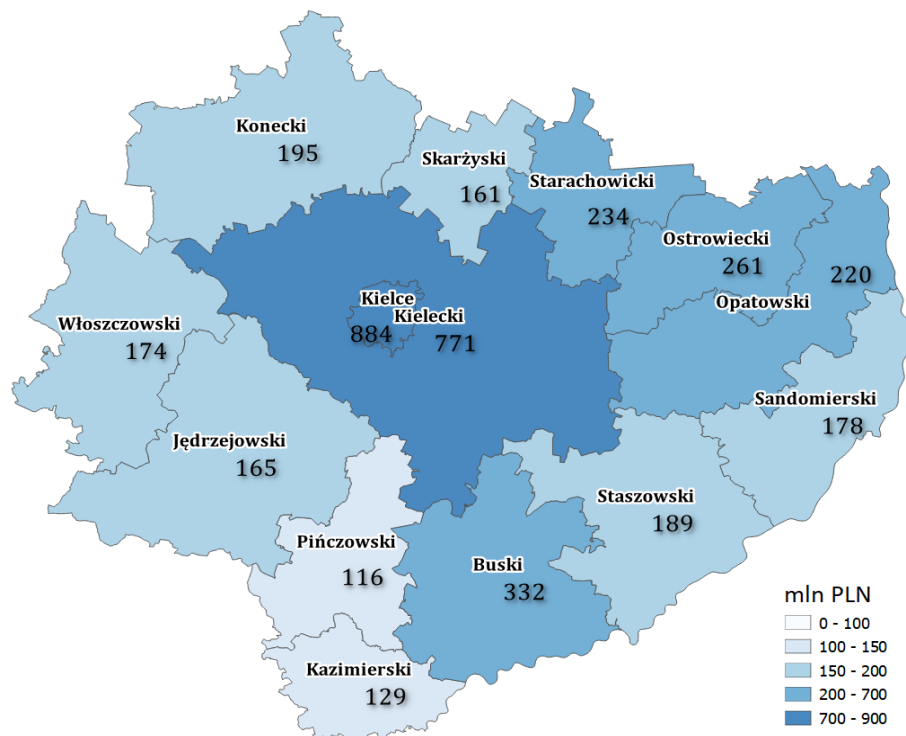 Konecki
195
Skarżyski
161
Starachowicki
234
Ostrowiecki
261
220
Opatowski
Kielce
884
Kielecki
771
Włoszczowski
174
Sandomierski
178
Jędrzejowski
165
Staszowski
189
Pińczowski
116
Buski
332
Kazimierski
129
mln PLN
0 - 100
100 - 150
150 - 200
200 - 700
700 - 900